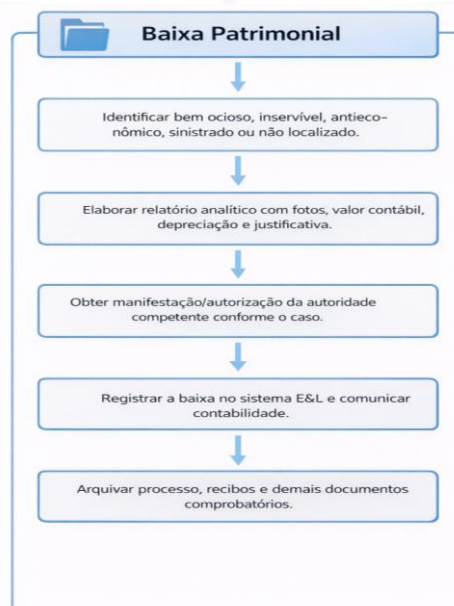 Baixa Patrimonial
Identificar bem ocioso, inservível, antieco-
nômico, sinistrado ou não localizado.
Elaborar relatório analítico com fotos, valor contábil,
depreciação e justificativa.
Obter manifestação/autorização da autoridade
competente conforme o caso.
Registrar a baixa no sistema E&L e comunicar
contabilidade.
Arquivar processo, recibos e demais documentos
comprobatórios.